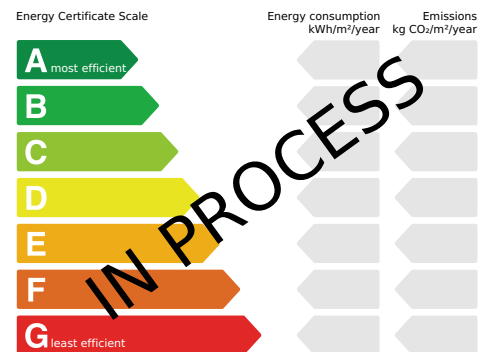 Energy Certificate Scale
Energy consumption
kWh/m²/year
Emissions
kg CO₂/m²/year
A most efficient
B
C
D
E
F
G least efficient
IN PROCESS